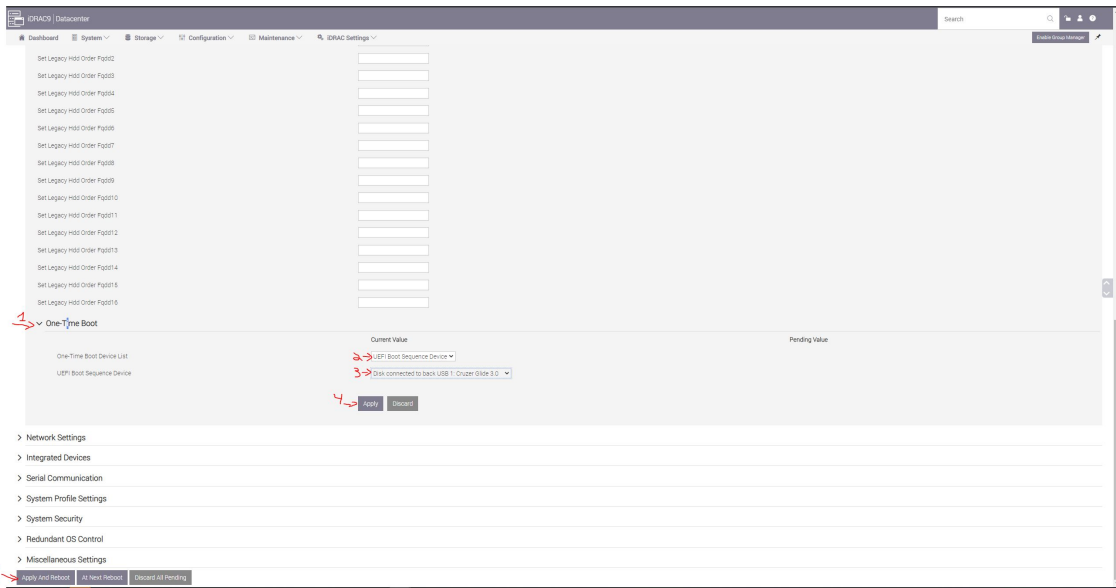 iDRAC9 | Datacenter
Search
Dashboard System Storage Configuration Maintenance iDRAC Settings
Enable Group Manager
Set Legacy Hdd Order Fqdd2
Set Legacy Hdd Order Fqdd3
Set Legacy Hdd Order Fqdd4
Set Legacy Hdd Order Fqdd5
Set Legacy Hdd Order Fqdd6
Set Legacy Hdd Order Fqdd7
Set Legacy Hdd Order Fqdd8
Set Legacy Hdd Order Fqdd9
Set Legacy Hdd Order Fqdd10
Set Legacy Hdd Order Fqdd11
Set Legacy Hdd Order Fqdd12
Set Legacy Hdd Order Fqdd13
Set Legacy Hdd Order Fqdd14
Set Legacy Hdd Order Fqdd15
Set Legacy Hdd Order Fqdd16
1 One-Time Boot
Current Value Pending Value
One-Time Boot Device List 2 UEFI Boot Sequence Device
UEFI Boot Sequence Device 3 Disk connected to back USB 1: Cruzer Glide 3.0
4 Apply Discard
Network Settings
Integrated Devices
Serial Communication
System Profile Settings
System Security
Redundant OS Control
Miscellaneous Settings
Apply And Reboot At Next Reboot Discard All Pending